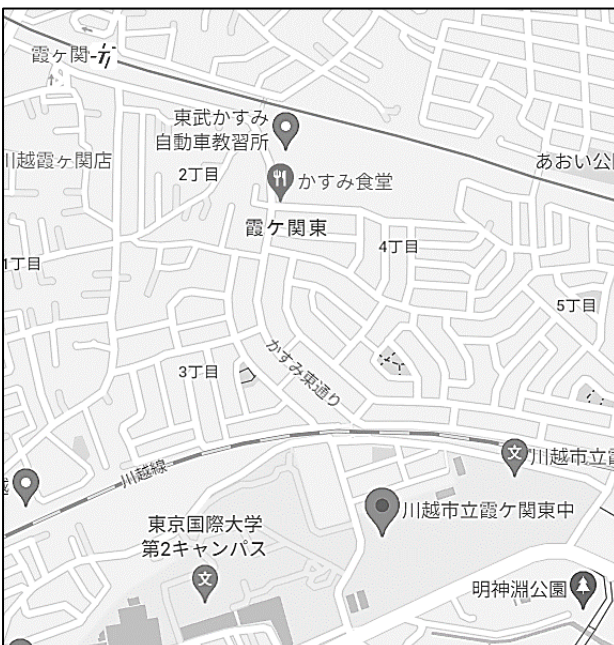 霞ヶ関
東武かすみ
自動車教習所
川越霞ヶ関店
2丁目
かすみ食堂
あおい公
霞ケ関東
4丁目
1丁目
5丁目
3丁目
かすみ東通り
川越線
川越市立霞
川越市立霞ケ関東中
東京国際大学
第2キャンパス
明神淵公園